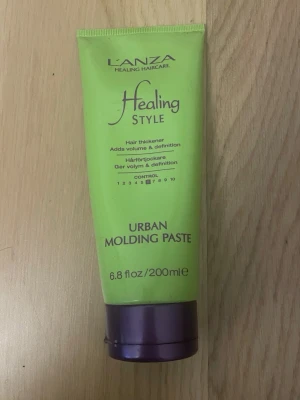 L'ANZA
HEALING HAIRCARE
Healing
STYLE
Hair thickener
Adds volume & definition
Hårförtjockare
Ger volym & definition
CONTROL
URBAN
MOLDING PASTE
6.8 fl oz/200ml e